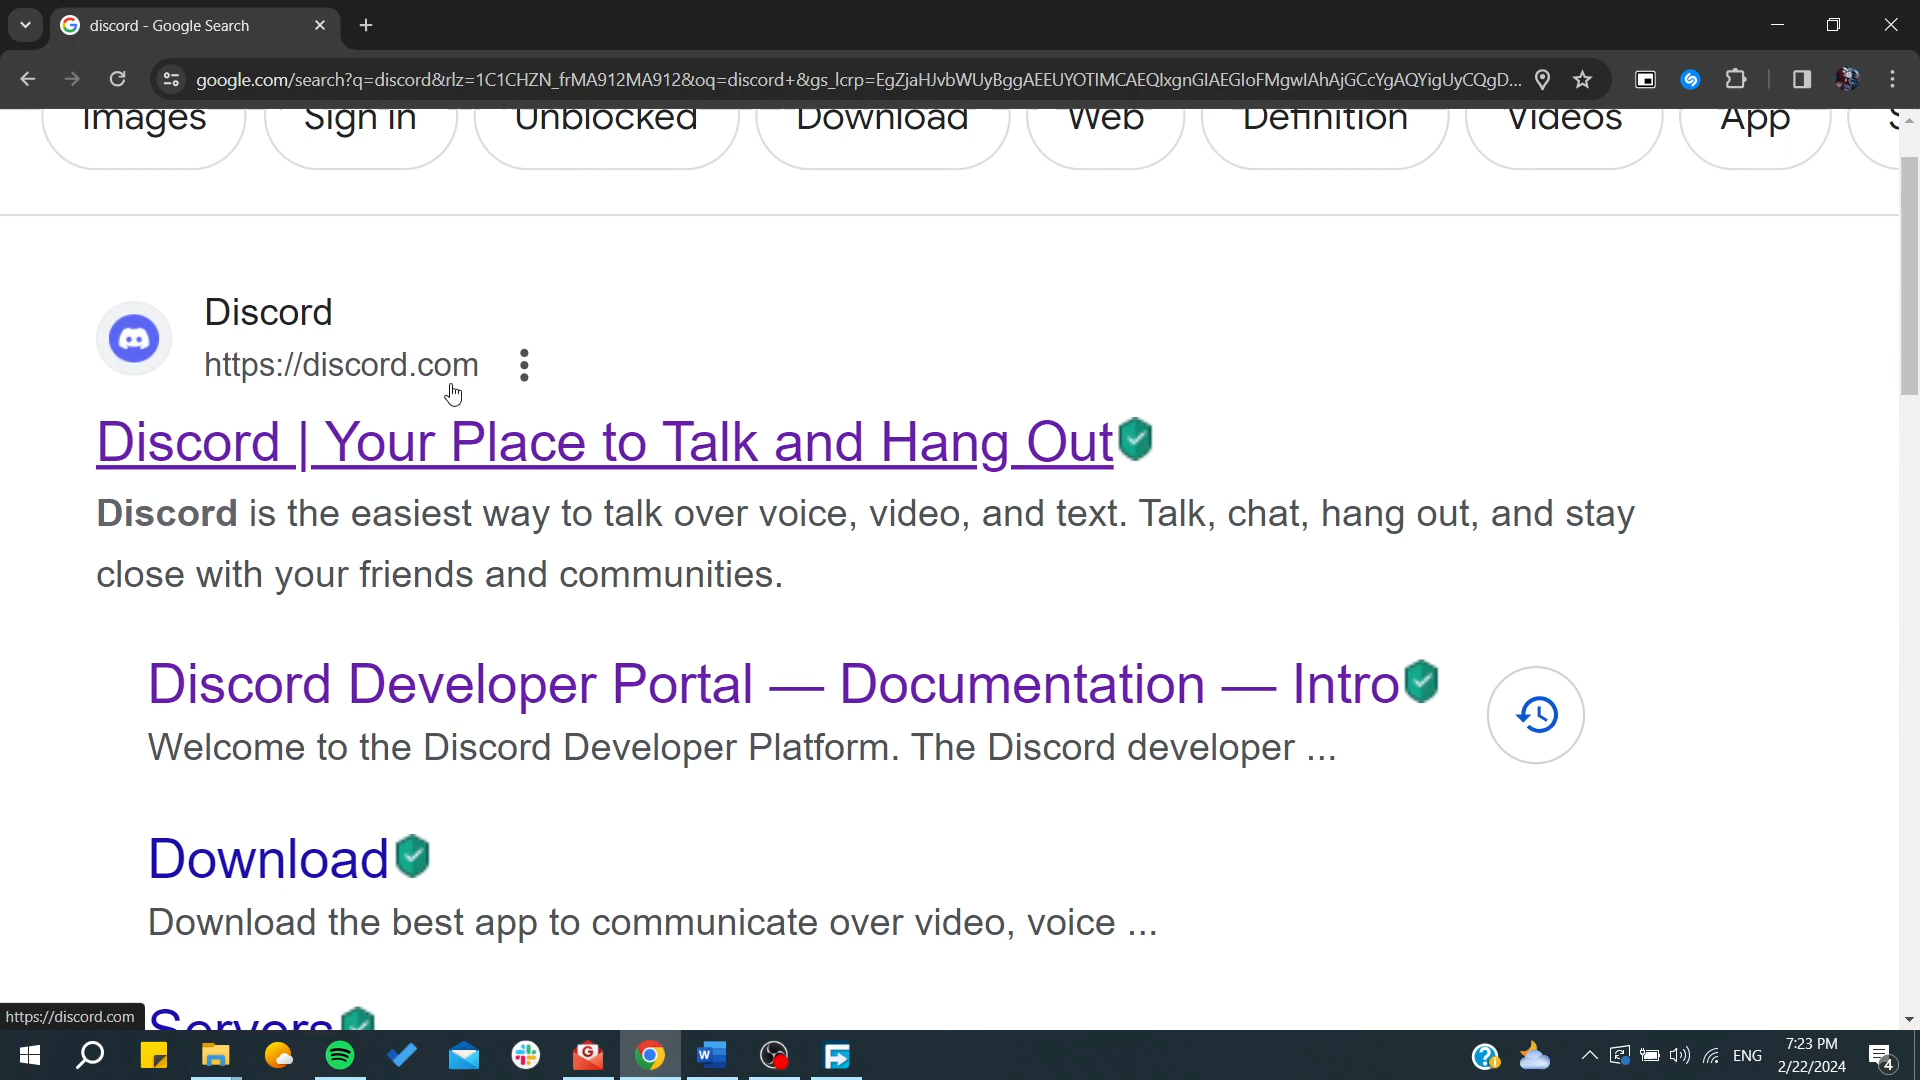 discord - Google Search
google.com/search?q=discord&rlz=1C1CHZN_frMA912MA912&oq=discord+&gs_lcrp=EgZjaHJvbWUyBggAEEUYOTIMCAEQIxgnGIAEGIoFMgwIAhAjGCcYgAQYigUyCQgD...
Images Sign in Unblocked Download Web Definition Videos App
Discord
https://discord.com
Discord | Your Place to Talk and Hang Out
Discord is the easiest way to talk over voice, video, and text. Talk, chat, hang out, and stay
close with your friends and communities.
Discord Developer Portal — Documentation — Intro
Welcome to the Discord Developer Platform. The Discord developer ...
Download
Download the best app to communicate over video, voice ...
Servers
https://discord.com
ENG
7:23 PM
2/22/2024
4